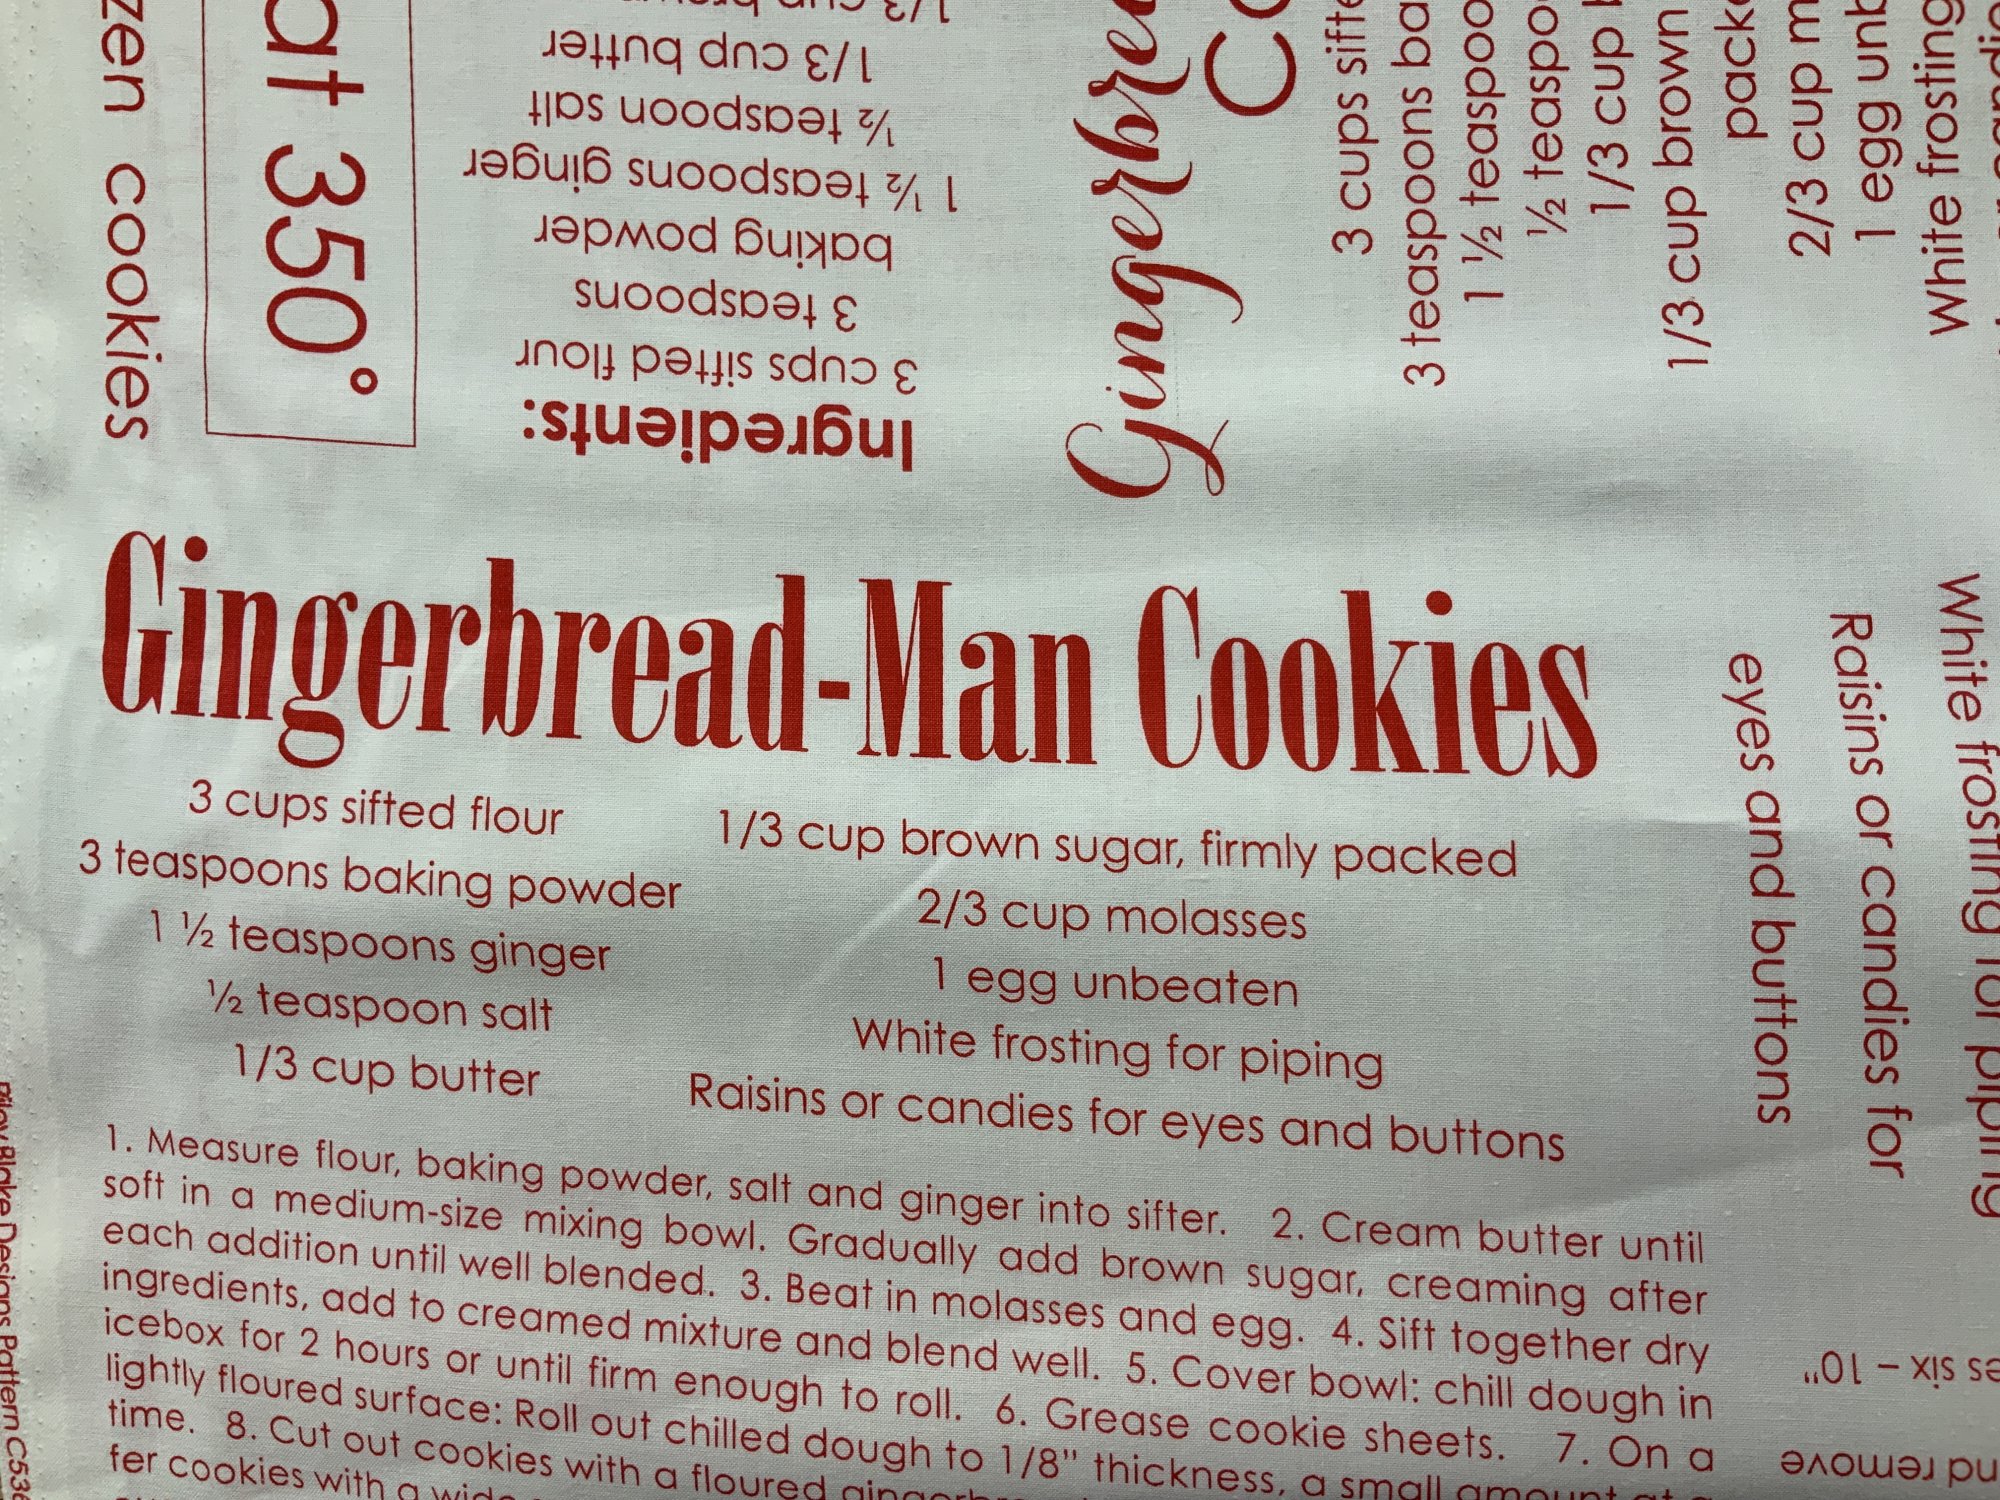 zen cookies
at 350°
Ingredients:
3 cups sifted flour
3 teaspoons
baking powder
1 ½ teaspoons ginger
½ teaspoon salt
1/3 cup butter
1/3 cup
3 cups
3 teaspoons
1 ½
½
1/3 cup
1/3 cup brown
2/3 cup
1 egg
White frosting
Gingerbread-Man Cookies
3 cups sifted flour
3 teaspoons baking powder
1 ½ teaspoons ginger
½ teaspoon salt
1/3 cup butter
1/3 cup brown sugar, firmly packed
2/3 cup molasses
1 egg unbeaten
White frosting for piping
Raisins or candies for eyes and buttons
1. Measure flour, baking powder, salt and ginger into sifter. 2. Cream butter until
soft in a medium-size mixing bowl. Gradually add brown sugar, creaming after
each addition until well blended. 3. Beat in molasses and egg. 4. Sift together dry
ingredients, add to creamed mixture and blend well. 5. Cover bowl: chill dough in
icebox for 2 hours or until firm enough to roll. 6. Grease cookie sheets. 7. On a
lightly floured surface: Roll out chilled dough to 1/8" thickness, a small amount at a
time. 8. Cut out cookies with a floured
fer cookies with a
White frosting for piping
Raisins or candies for
eyes and buttons
six – 10"
remove
Riley Blake Designs Pattern C536